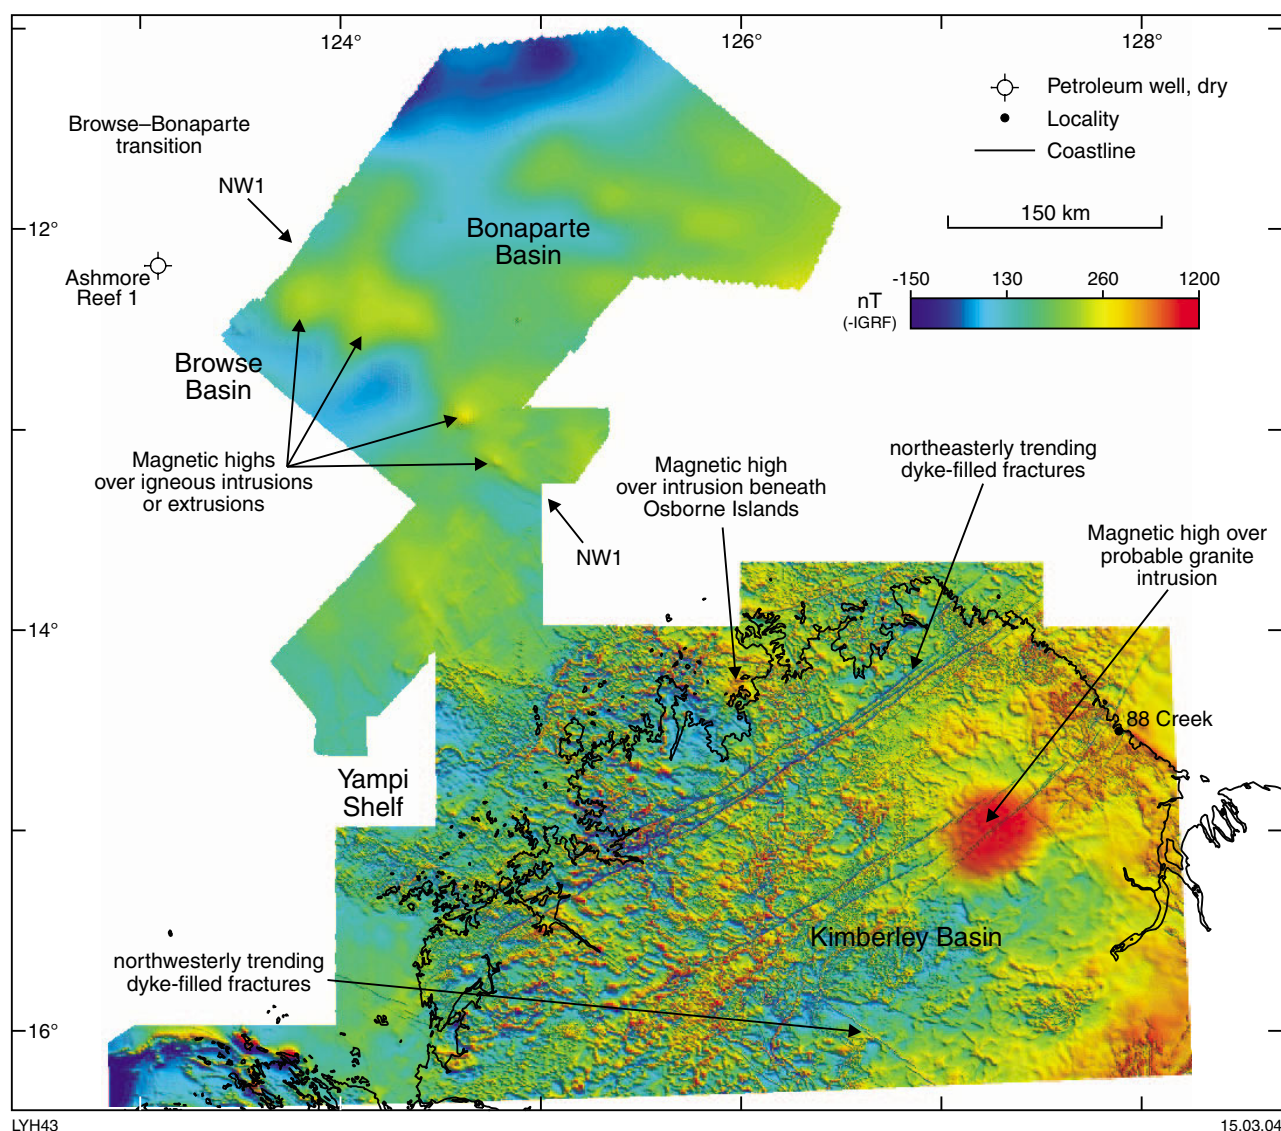 124°
126°
128°
Petroleum well, dry
Locality
Coastline
150 km
-150
130
260
1200
nT
(-IGRF)
Browse–Bonaparte
transition
NW1
12°
Ashmore
Reef 1
Bonaparte
Basin
Browse
Basin
Magnetic highs
over igneous intrusions
or extrusions
Magnetic high
over intrusion beneath
Osborne Islands
northeasterly trending
dyke-filled fractures
Magnetic high over
probable granite
intrusion
NW1
14°
88 Creek
Yampi
Shelf
Kimberley Basin
northwesterly trending
dyke-filled fractures
16°
LYH43
15.03.04